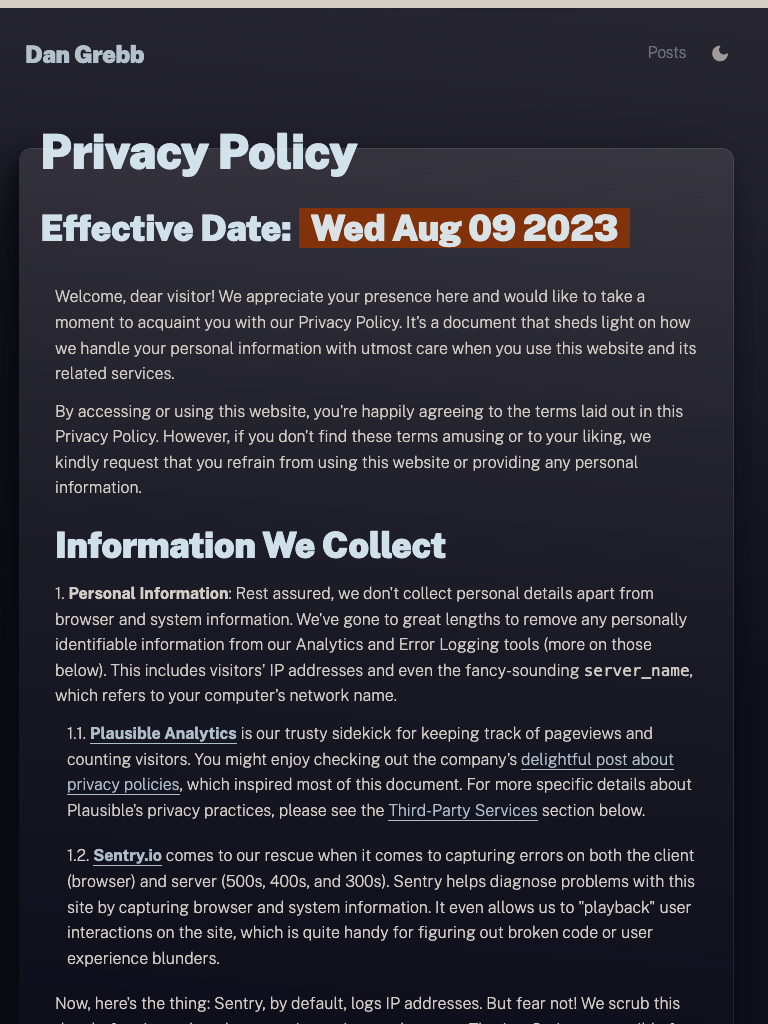 Dan Grebb
Posts
Privacy Policy
Effective Date: Wed Aug 09 2023
Welcome, dear visitor! We appreciate your presence here and would like to take a
moment to acquaint you with our Privacy Policy. It's a document that sheds light on how
we handle your personal information with utmost care when you use this website and its
related services.
By accessing or using this website, you're happily agreeing to the terms laid out in this
Privacy Policy. However, if you don't find these terms amusing or to your liking, we
kindly request that you refrain from using this website or providing any personal
information.
Information We Collect
1. Personal Information: Rest assured, we don't collect personal details apart from
browser and system information. We've gone to great lengths to remove any personally
identifiable information from our Analytics and Error Logging tools (more on those
below). This includes visitors' IP addresses and even the fancy-sounding server_name,
which refers to your computer's network name.
1.1. Plausible Analytics is our trusty sidekick for keeping track of pageviews and
counting visitors. You might enjoy checking out the company's delightful post about
privacy policies, which inspired most of this document. For more specific details about
Plausible's privacy practices, please see the Third-Party Services section below.
1.2. Sentry.io comes to our rescue when it comes to capturing errors on both the client
(browser) and server (500s, 400s, and 300s). Sentry helps diagnose problems with this
site by capturing browser and system information. It even allows us to "playback" user
interactions on the site, which is quite handy for figuring out broken code or user
experience blunders.
Now, here's the thing: Sentry, by default, logs IP addresses. But fear not! We scrub this